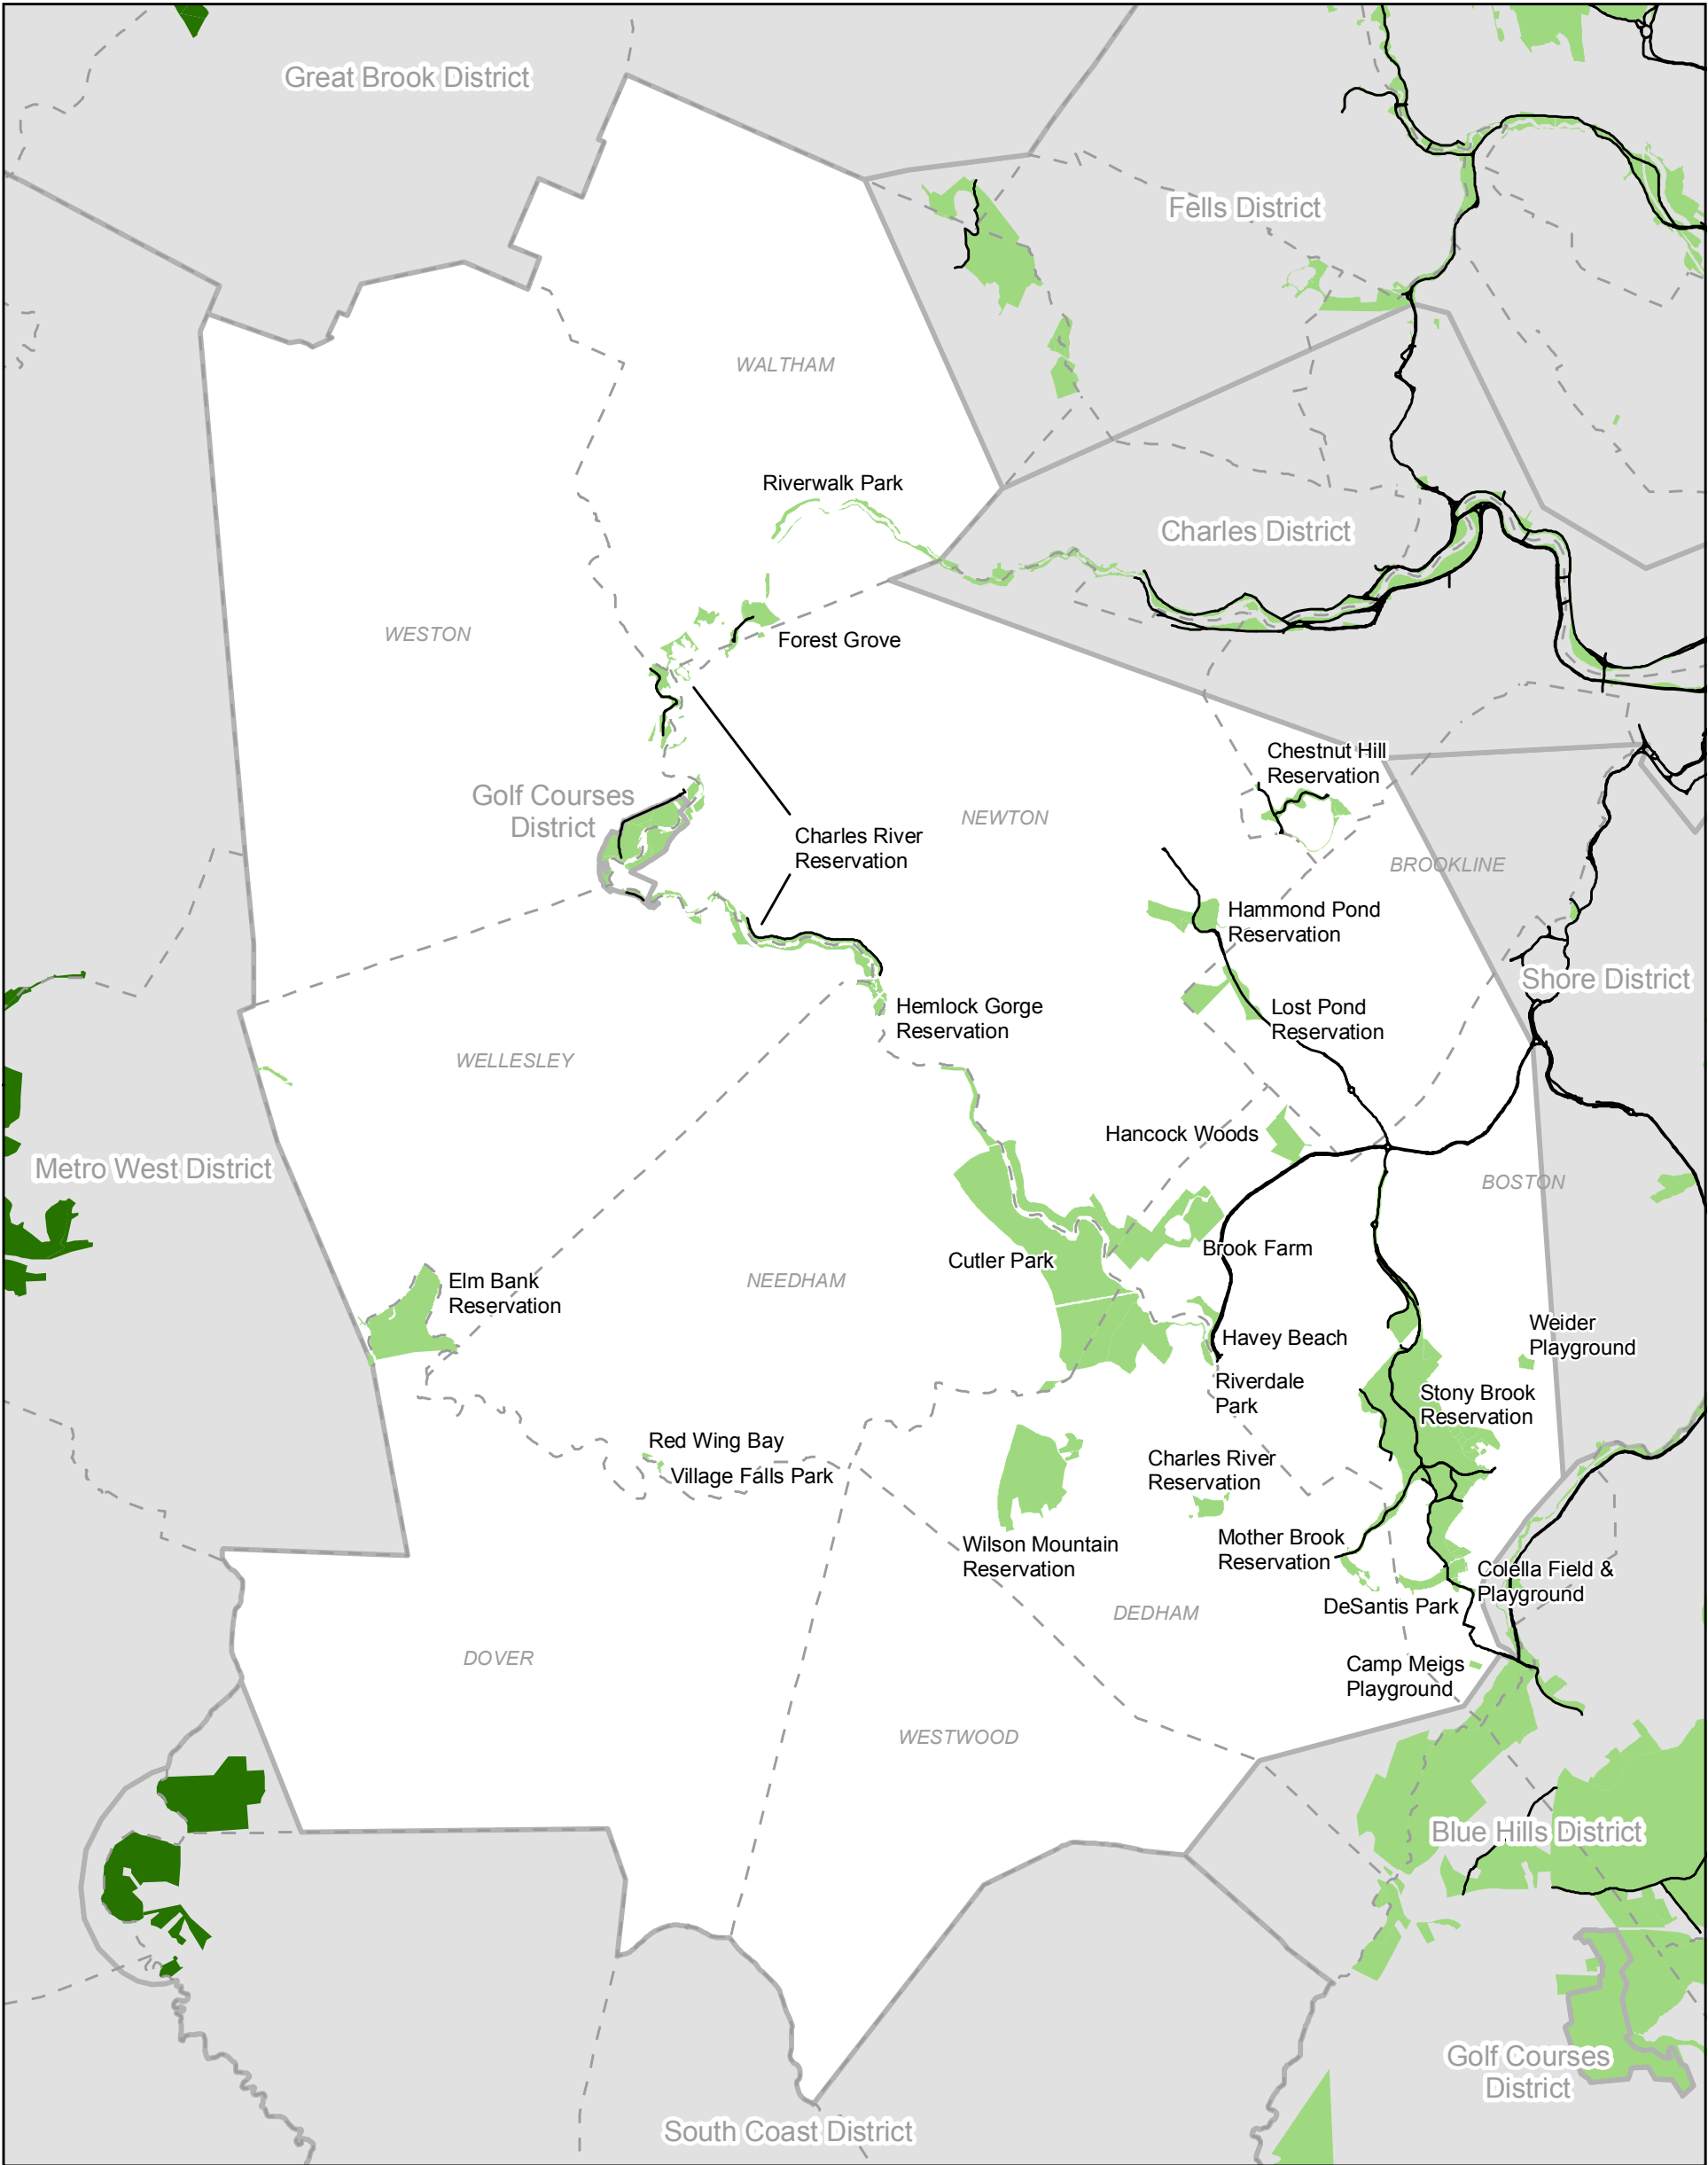 Great Brook District
Fells District
WALTHAM
Riverwalk Park
Charles District
WESTON
Forest Grove
Chestnut Hill
Reservation
Golf Courses
District
NEWTON
Charles River
Reservation
BROOKLINE
Hammond Pond
Reservation
Shore District
Hemlock Gorge
Reservation
Lost Pond
Reservation
WELLESLEY
Hancock Woods
Metro West District
BOSTON
Brook Farm
Cutler Park
Elm Bank
Reservation
NEEDHAM
Havey Beach
Weider
Playground
Riverdale
Park
Stony Brook
Reservation
Red Wing Bay
Village Falls Park
Charles River
Reservation
Wilson Mountain
Reservation
Mother Brook
Reservation
Colella Field &
Playground
DeSantis Park
DEDHAM
DOVER
Camp Meigs
Playground
WESTWOOD
Blue Hills District
Golf Courses
District
South Coast District